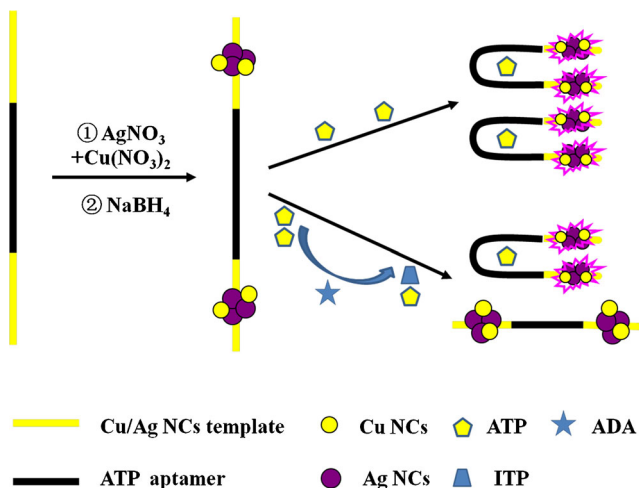 ① AgNO3
+Cu(NO3)2
② NaBH4
Cu/Ag NCs template
Cu NCs
ATP
ADA
ATP aptamer
Ag NCs
ITP